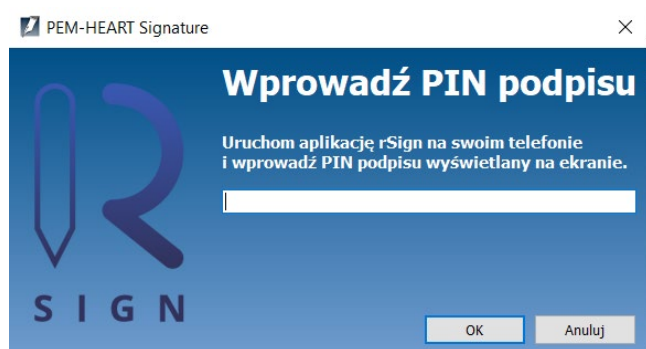 PEM-HEART Signature
Wprowadź PIN podpisu
Uruchom aplikację rSign na swoim telefonie
i wprowadź PIN podpisu wyświetlany na ekranie.
R
SIGN
OK
Anuluj